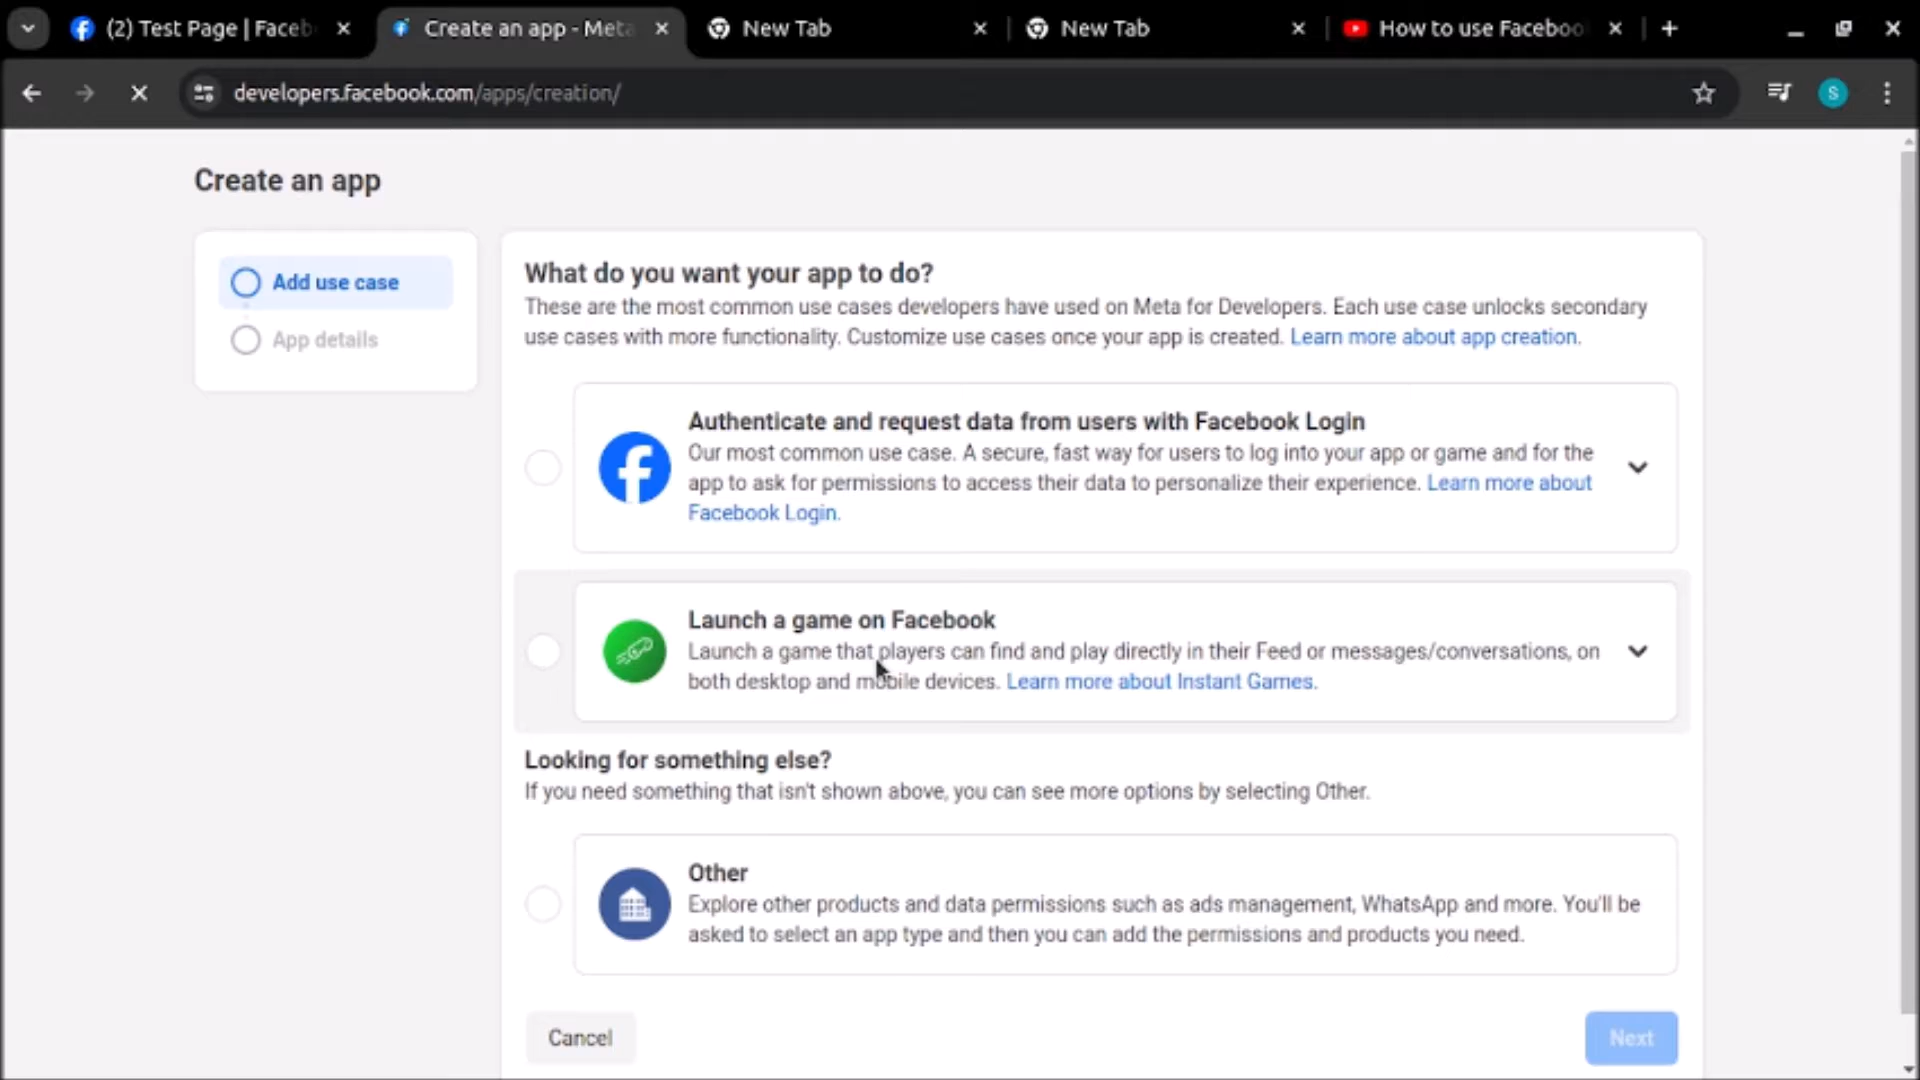 (2) Test Page | Faceb
Create an app - Meta
New Tab
New Tab
How to use Faceboo
developers.facebook.com/apps/creation/
S
Create an app
Add use case
App details
What do you want your app to do?
These are the most common use cases developers have used on Meta for Developers. Each use case unlocks secondary
use cases with more functionality. Customize use cases once your app is created. Learn more about app creation.
Authenticate and request data from users with Facebook Login
Our most common use case. A secure, fast way for users to log into your app or game and for the
app to ask for permissions to access their data to personalize their experience. Learn more about
Facebook Login.
Launch a game on Facebook
Launch a game that players can find and play directly in their Feed or messages/conversations, on
both desktop and mobile devices. Learn more about Instant Games.
Looking for something else?
If you need something that isn't shown above, you can see more options by selecting Other.
Other
Explore other products and data permissions such as ads management, WhatsApp and more. You'll be
asked to select an app type and then you can add the permissions and products you need.
Cancel
Next